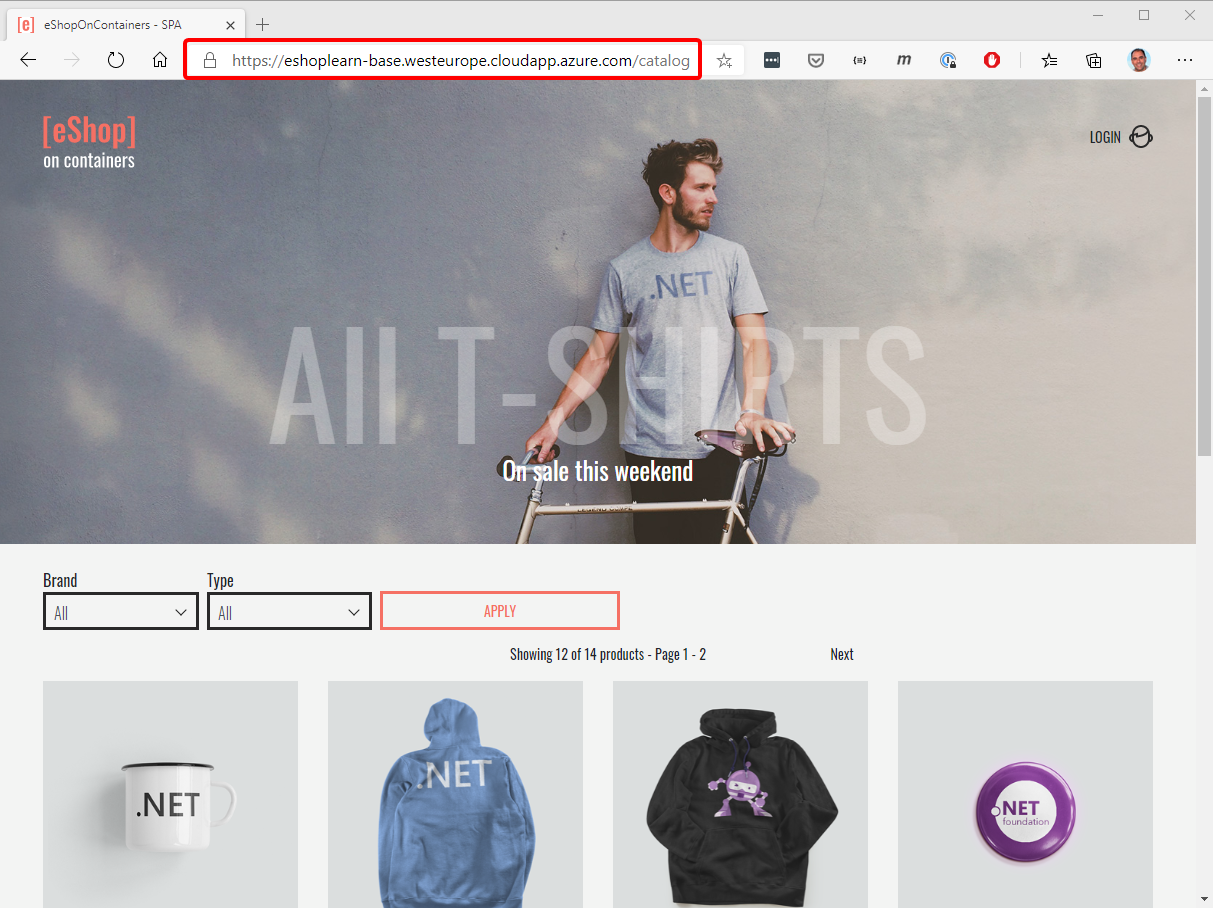 [e] eShopOnContainers - SPA
https://eshoplearn-base.westeurope.cloudapp.azure.com/catalog
[eShop]
on containers
LOGIN
.NET
All T-SHIRTS
On sale this weekend
Brand
Type
All
All
APPLY
Showing 12 of 14 products - Page 1 - 2
Next
.NET
.NET
.NET
foundation